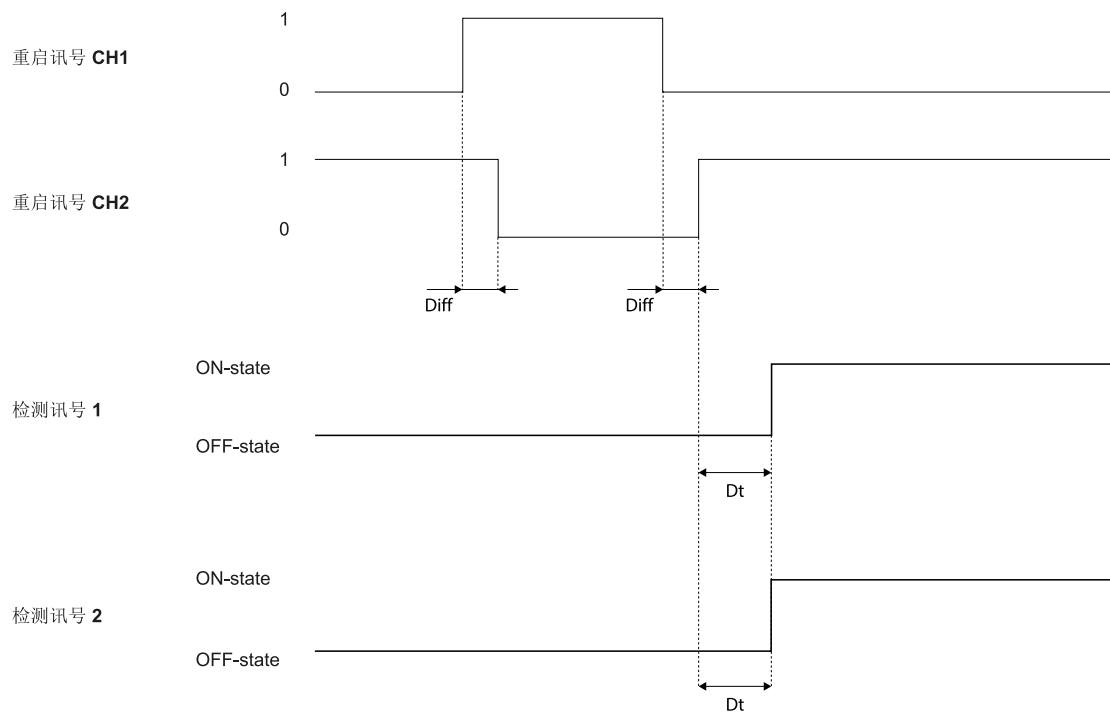 1
重启讯号 CH1
0
1
重启讯号 CH2
0
Diff
Diff
ON-state
检测讯号 1
OFF-state
Dt
ON-state
检测讯号 2
OFF-state
Dt